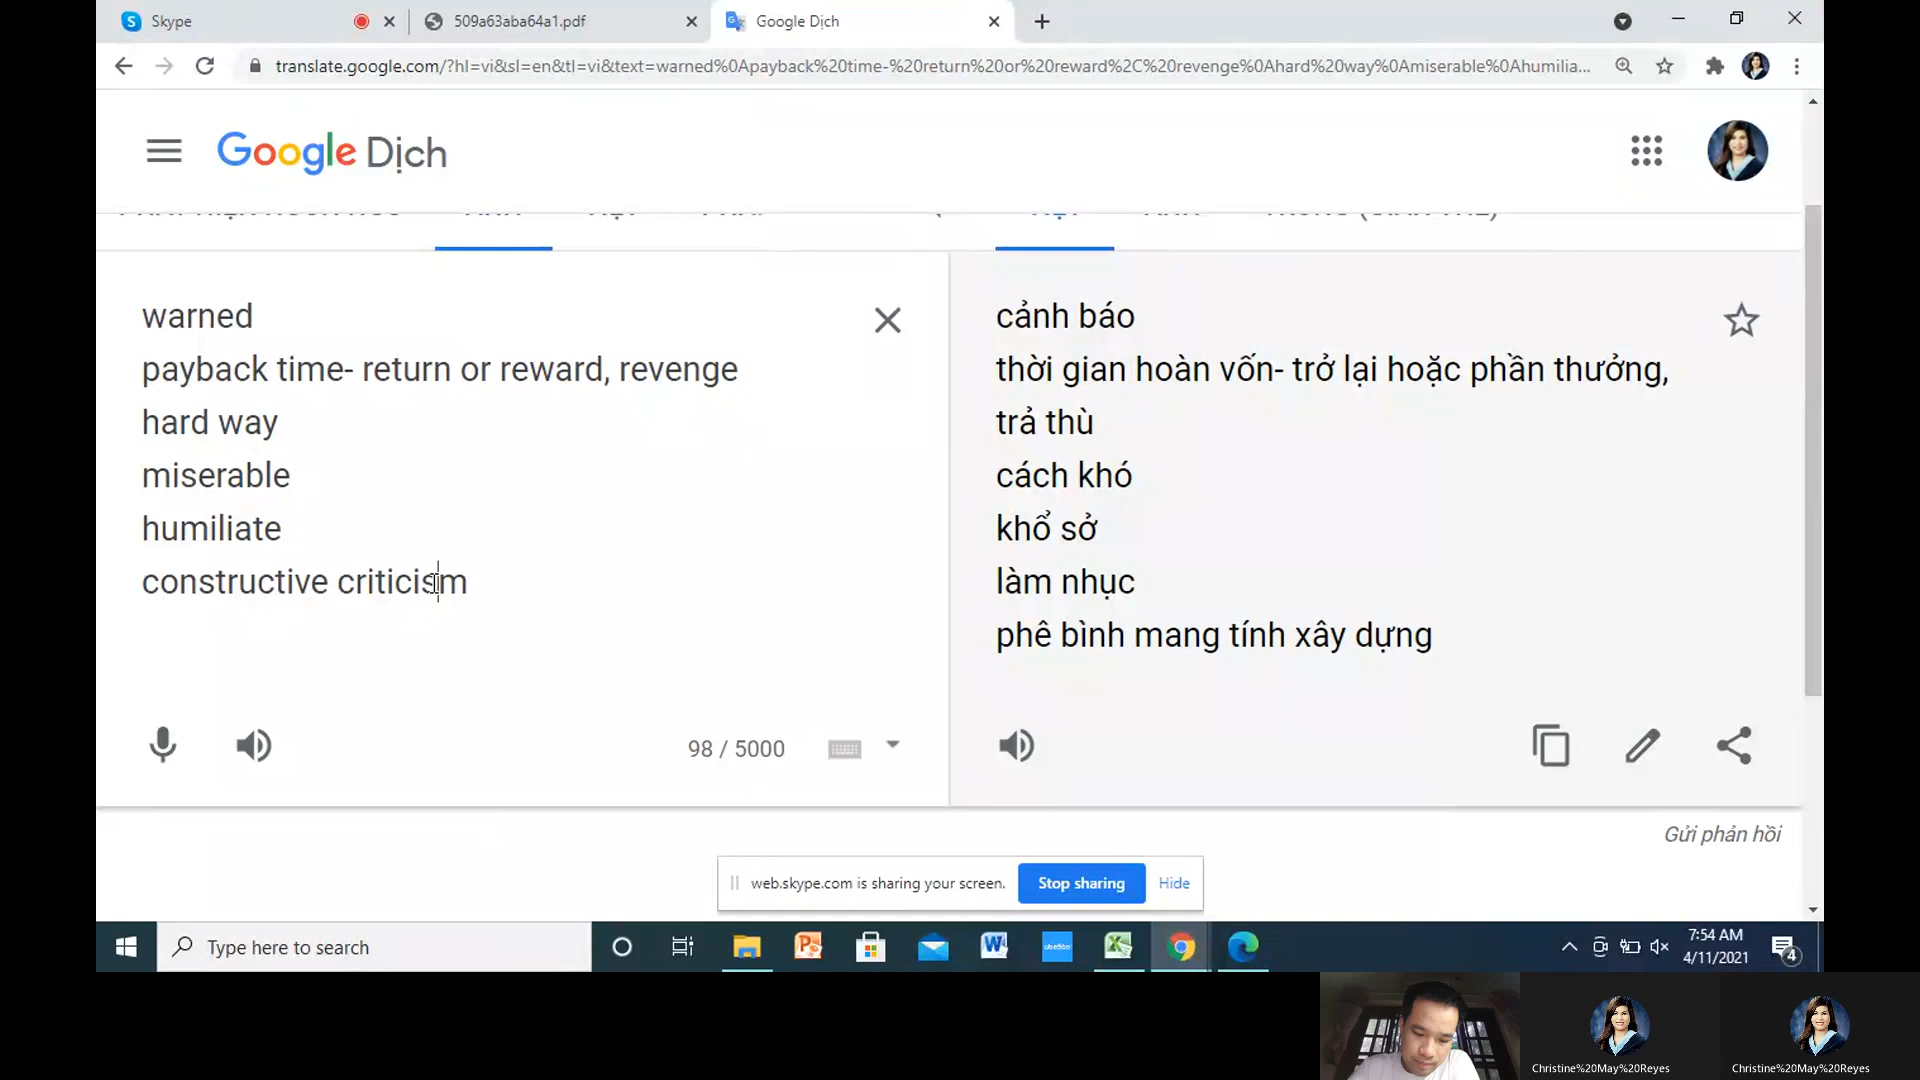 Skype
509a63aba64a1.pdf
Google Dịch
translate.google.com/?hl=vi&sl=en&tl=vi&text=warned%0Apayback%20time-%20return%20or%20reward%2C%20revenge%0Ahard%20way%0Amiserable%0Ahumilia...
Google Dịch
warned
payback time- return or reward, revenge
hard way
miserable
humiliate
constructive criticism
98 / 5000
cảnh báo
thời gian hoàn vốn- trở lại hoặc phần thưởng,
trả thù
cách khó
khổ sở
làm nhục
phê bình mang tính xây dựng
Gửi phản hồi
web.skype.com is sharing your screen.
Stop sharing
Hide
Type here to search
7:54 AM
4/11/2021
4
Christine%20May%20Reyes
Christine%20May%20Reyes